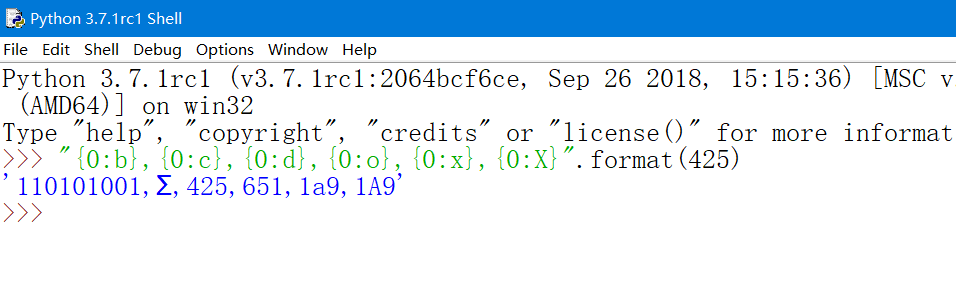 Python 3.7.1rc1 Shell
File Edit Shell Debug Options Window Help
Python 3.7.1rc1 (v3.7.1rc1:2064bcf6ce, Sep 26 2018, 15:15:36) [MSC v
 (AMD64)] on win32
Type "help", "copyright", "credits" or "license()" for more informat
>>> "{0:b},{0:c},{0:d},{0:o},{0:x},{0:X}".format(425)
'110101001,Ʃ,425,651,1a9,1A9'
>>>